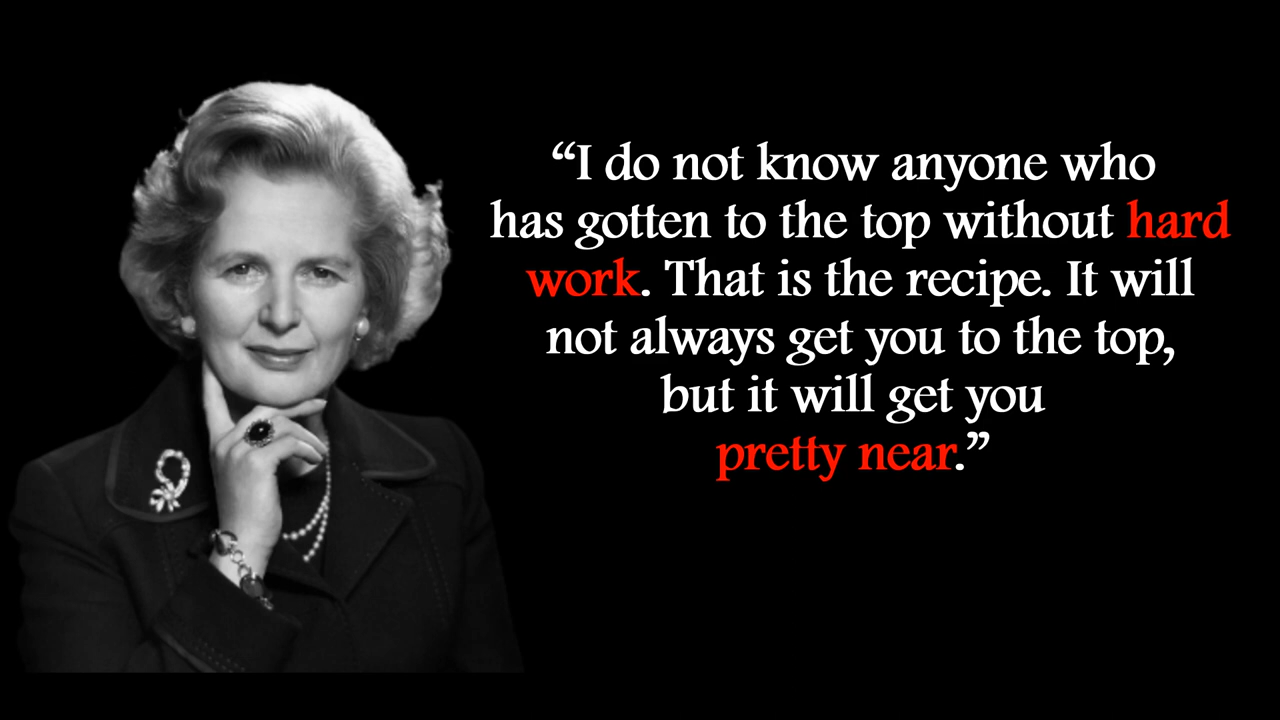 “I do not know anyone who
has gotten to the top without hard
work. That is the recipe. It will
not always get you to the top,
but it will get you
pretty near.”